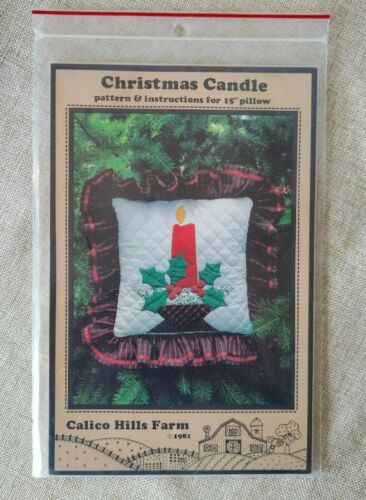 Christmas Candle
pattern & instructions for 15" pillow
Calico Hills Farm
©1981